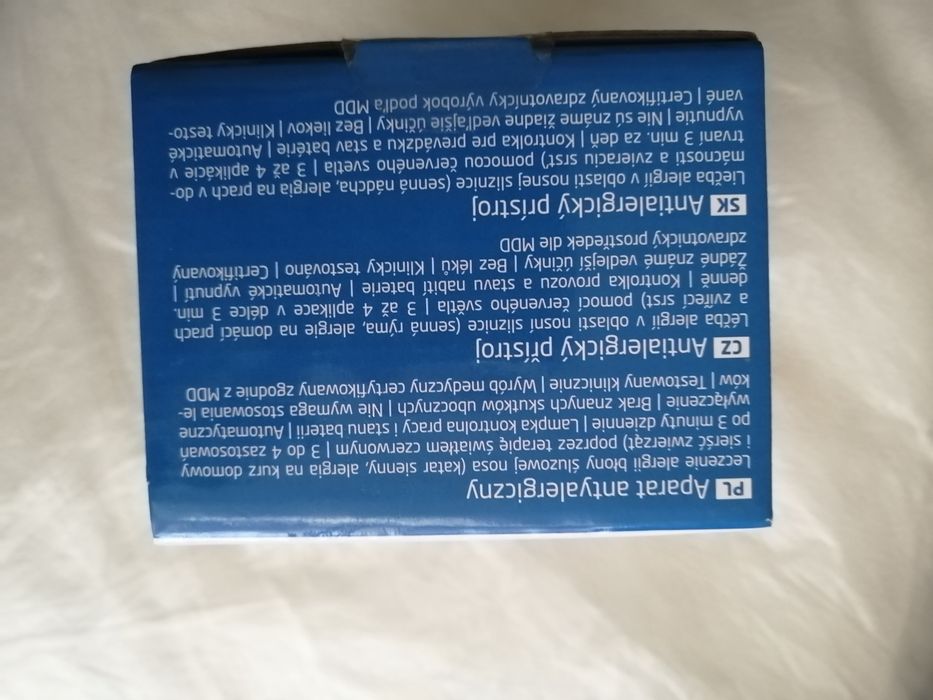 PL Aparat antyalergiczny
Leczenie alergii błony śluzowej nosa (katar sienny, alergia na kurz domowy
i sierść zwierząt) poprzez terapię światłem czerwonym | 3 do 4 zastosowań
po 3 minuty dziennie | Lampka kontrolna pracy i stanu baterii | Automatyczne
wyłączenie | Brak znanych skutków ubocznych | Nie wymaga stosowania le-
ków | Testowany klinicznie | Wyrób medyczny certyfikowany zgodnie z MDD
CZ Antialergický přístroj
Léčba alergií v oblasti nosní sliznice (senná rýma, alergie na domácí prach
a zvířecí srst) pomocí červeného světla | 3 až 4 aplikace v délce 3 min.
denně | Kontrolka provozu a stavu nabití baterie | Automatické vypnutí |
Žádné známé vedlejší účinky | Bez léků | Klinicky testováno | Certifikovaný
zdravotnický prostředek dle MDD
SK Antialergický prístroj
Liečba alergií v oblasti nosnej sliznice (senná nádcha, alergia na prach v do-
mácnosti a zvieraciu srsť) pomocou červeného svetla | 3 až 4 aplikácie v
trvaní 3 min. za deň | Kontrolka pre prevádzku a stav batérie | Automatické
vypnutie | Nie sú známe žiadne vedľajšie účinky | Bez liekov | Klinicky testo-
vané | Certifikovaný zdravotnícky výrobok podľa MDD